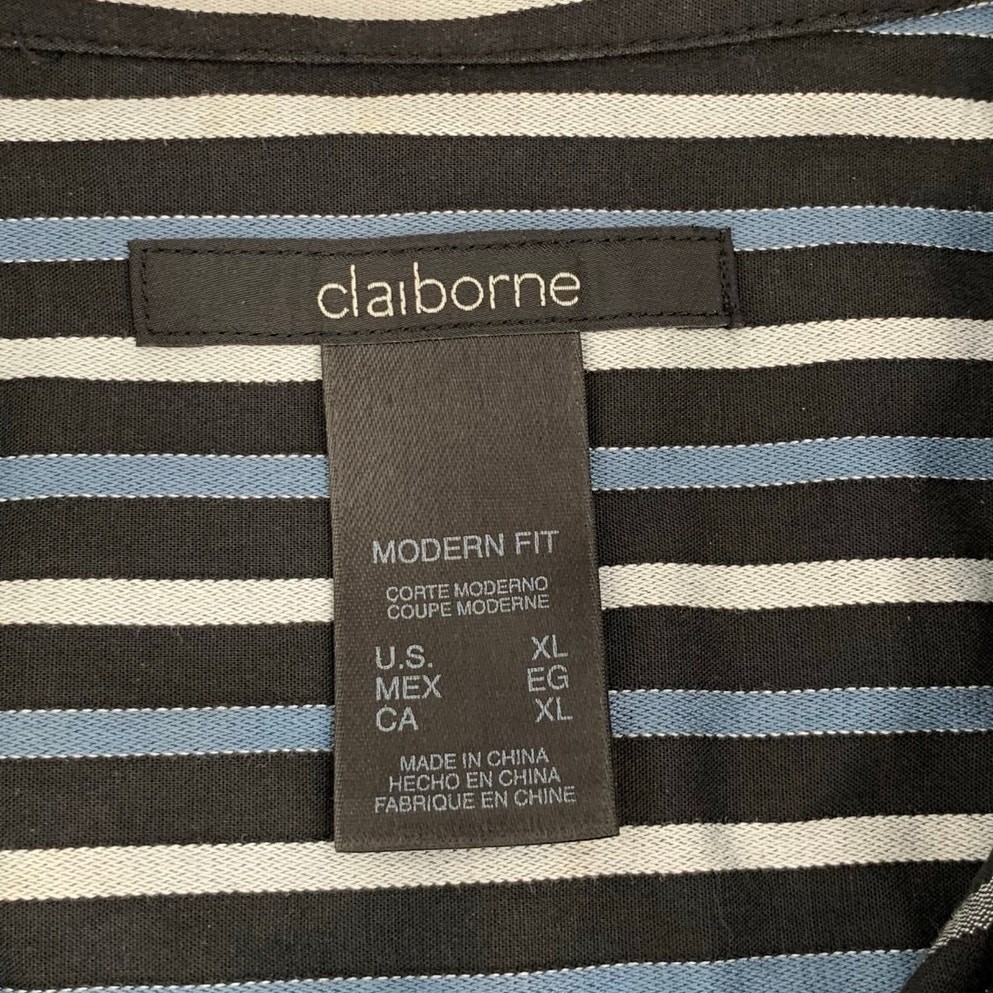 claiborne
MODERN FIT
CORTE MODERNO
COUPE MODERNE
U.S. XL
MEX EG
CA XL
MADE IN CHINA
HECHO EN CHINA
FABRIQUE EN CHINE